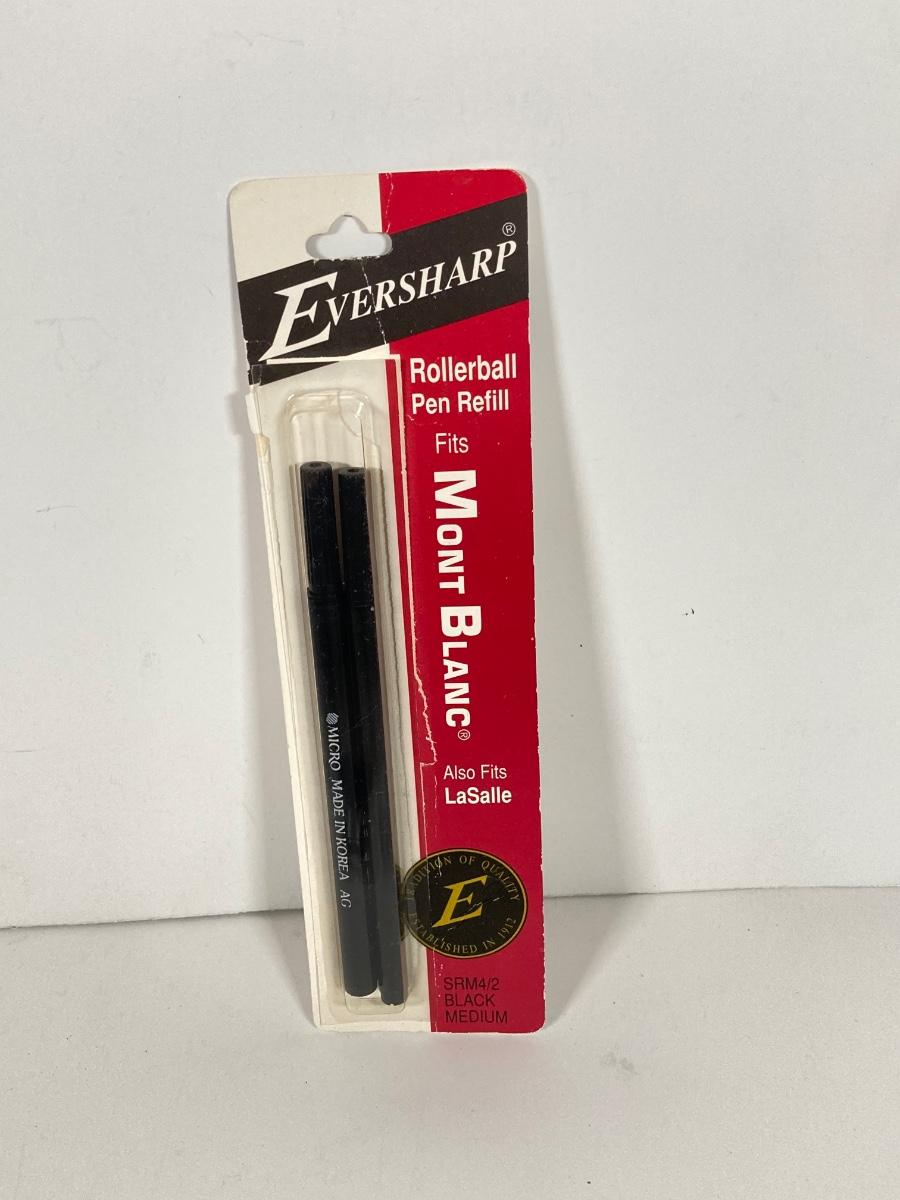 EVERSHARP®
Rollerball
Pen Refill
Fits
MONT BLANC®
Also Fits
LaSalle
TRADITION OF QUALITY
E
ESTABLISHED IN 1912
SRM4/2
BLACK
MEDIUM
MICRO MADE IN KOREA AG